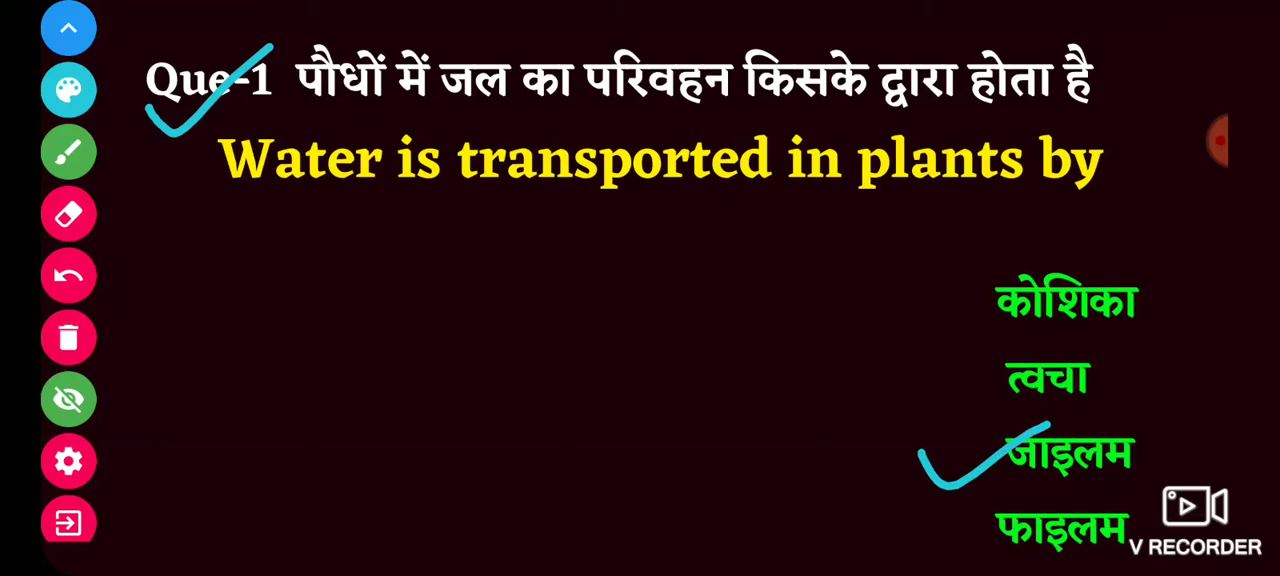 Que-1 पौधों में जल का परिवहन किसके द्वारा होता है
Water is transported in plants by
कोशिका
त्वचा
जाइलम
फाइलम
V RECORDER